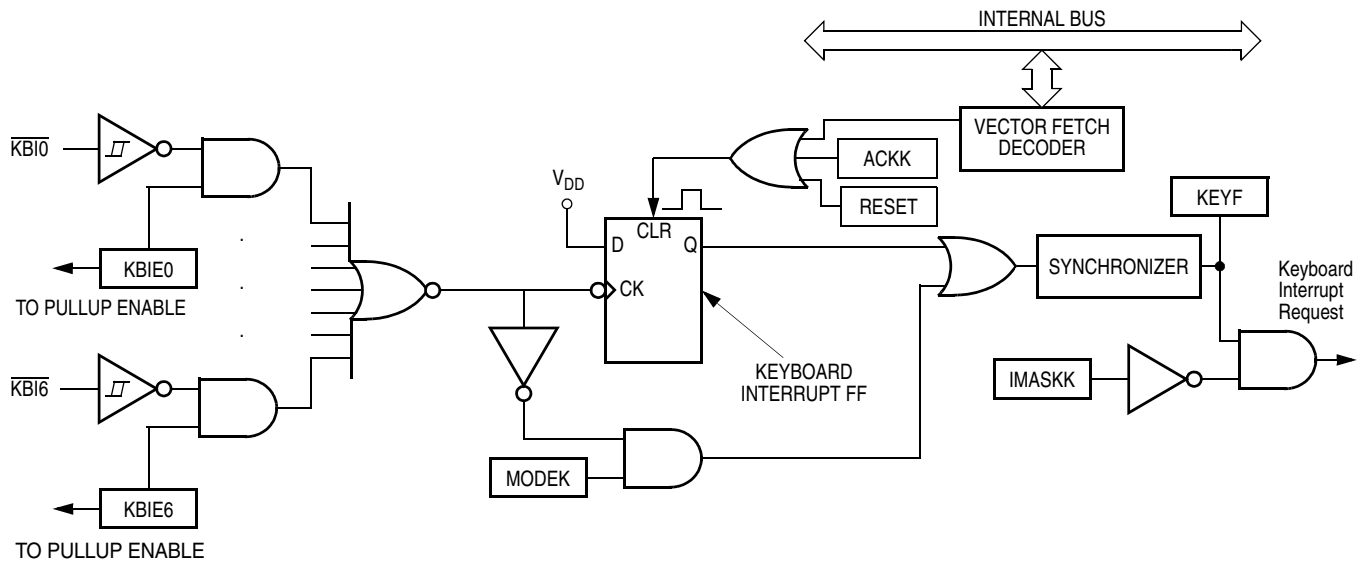 INTERNAL BUS
VECTOR FETCH
DECODER
ACKK
RESET
KBI0
KBIE0
TO PULLUP ENABLE
.
.
.
KBI6
KBIE6
TO PULLUP ENABLE
VDD
D
CLR
Q
CK
KEYBOARD
INTERRUPT FF
MODEK
SYNCHRONIZER
KEYF
IMASKK
Keyboard
Interrupt
Request